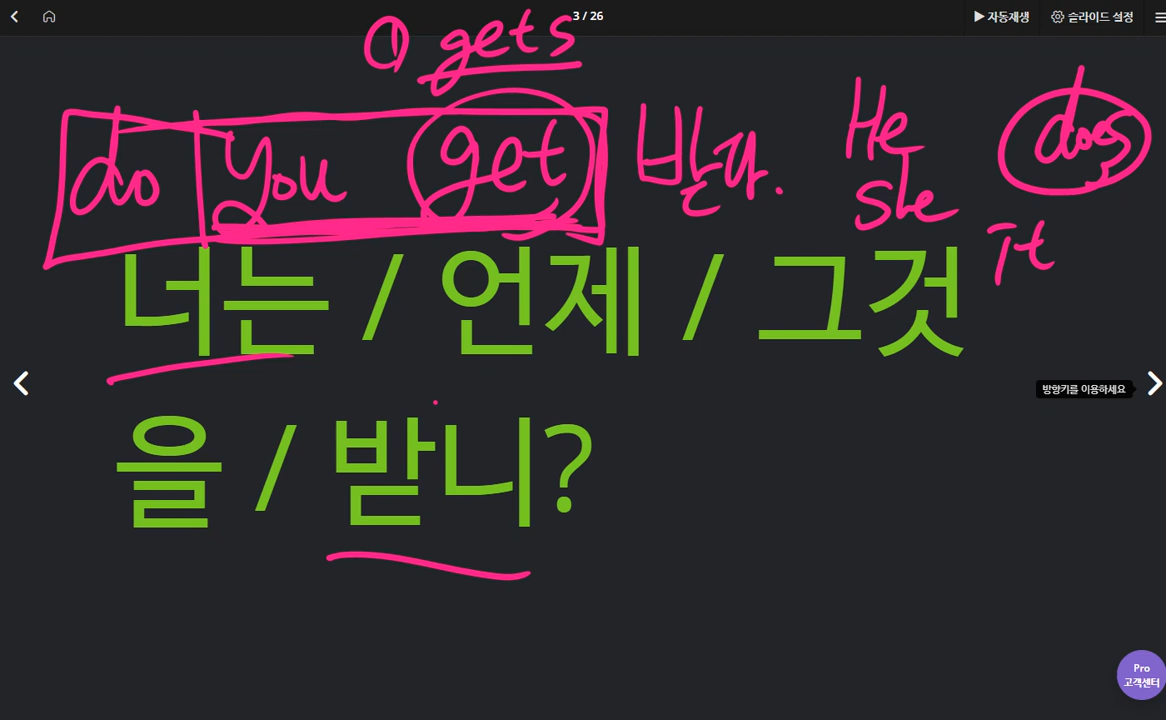 3 / 26
자동재생
슬라이드 설정
gets
do you get 받다.
He
she
it
does
너는 / 언제 / 그것
을 / 받니?
방향키를 이용하세요
Pro
고객센터